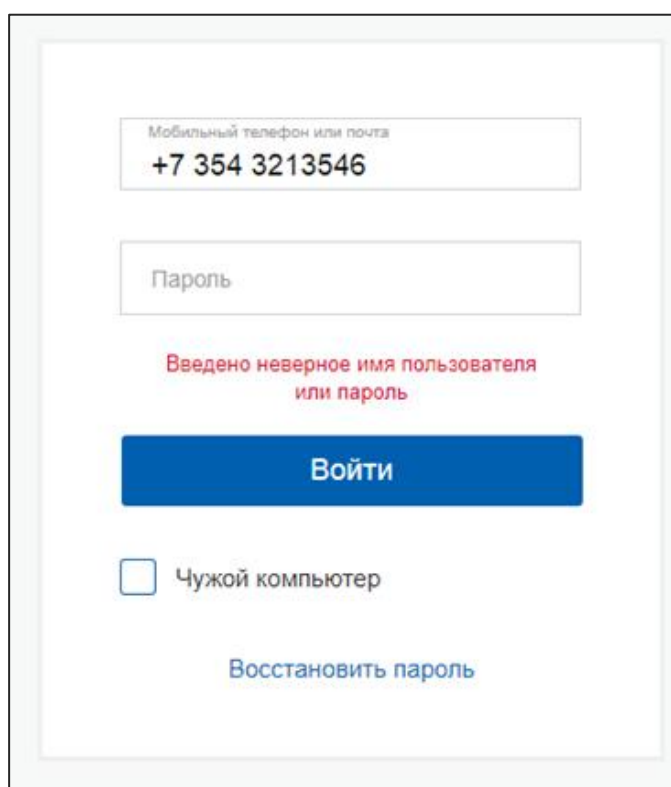 Мобильный телефон или почта
+7 354 3213546
Пароль
Введено неверное имя пользователя
или пароль
Войти
Чужой компьютер
Восстановить пароль